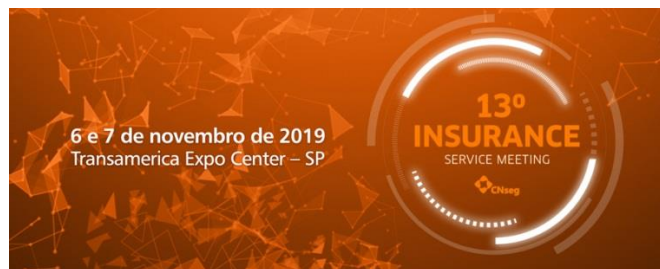 6 e 7 de novembro de 2019
Transamerica Expo Center – SP
13º
INSURANCE
SERVICE MEETING
CNseg